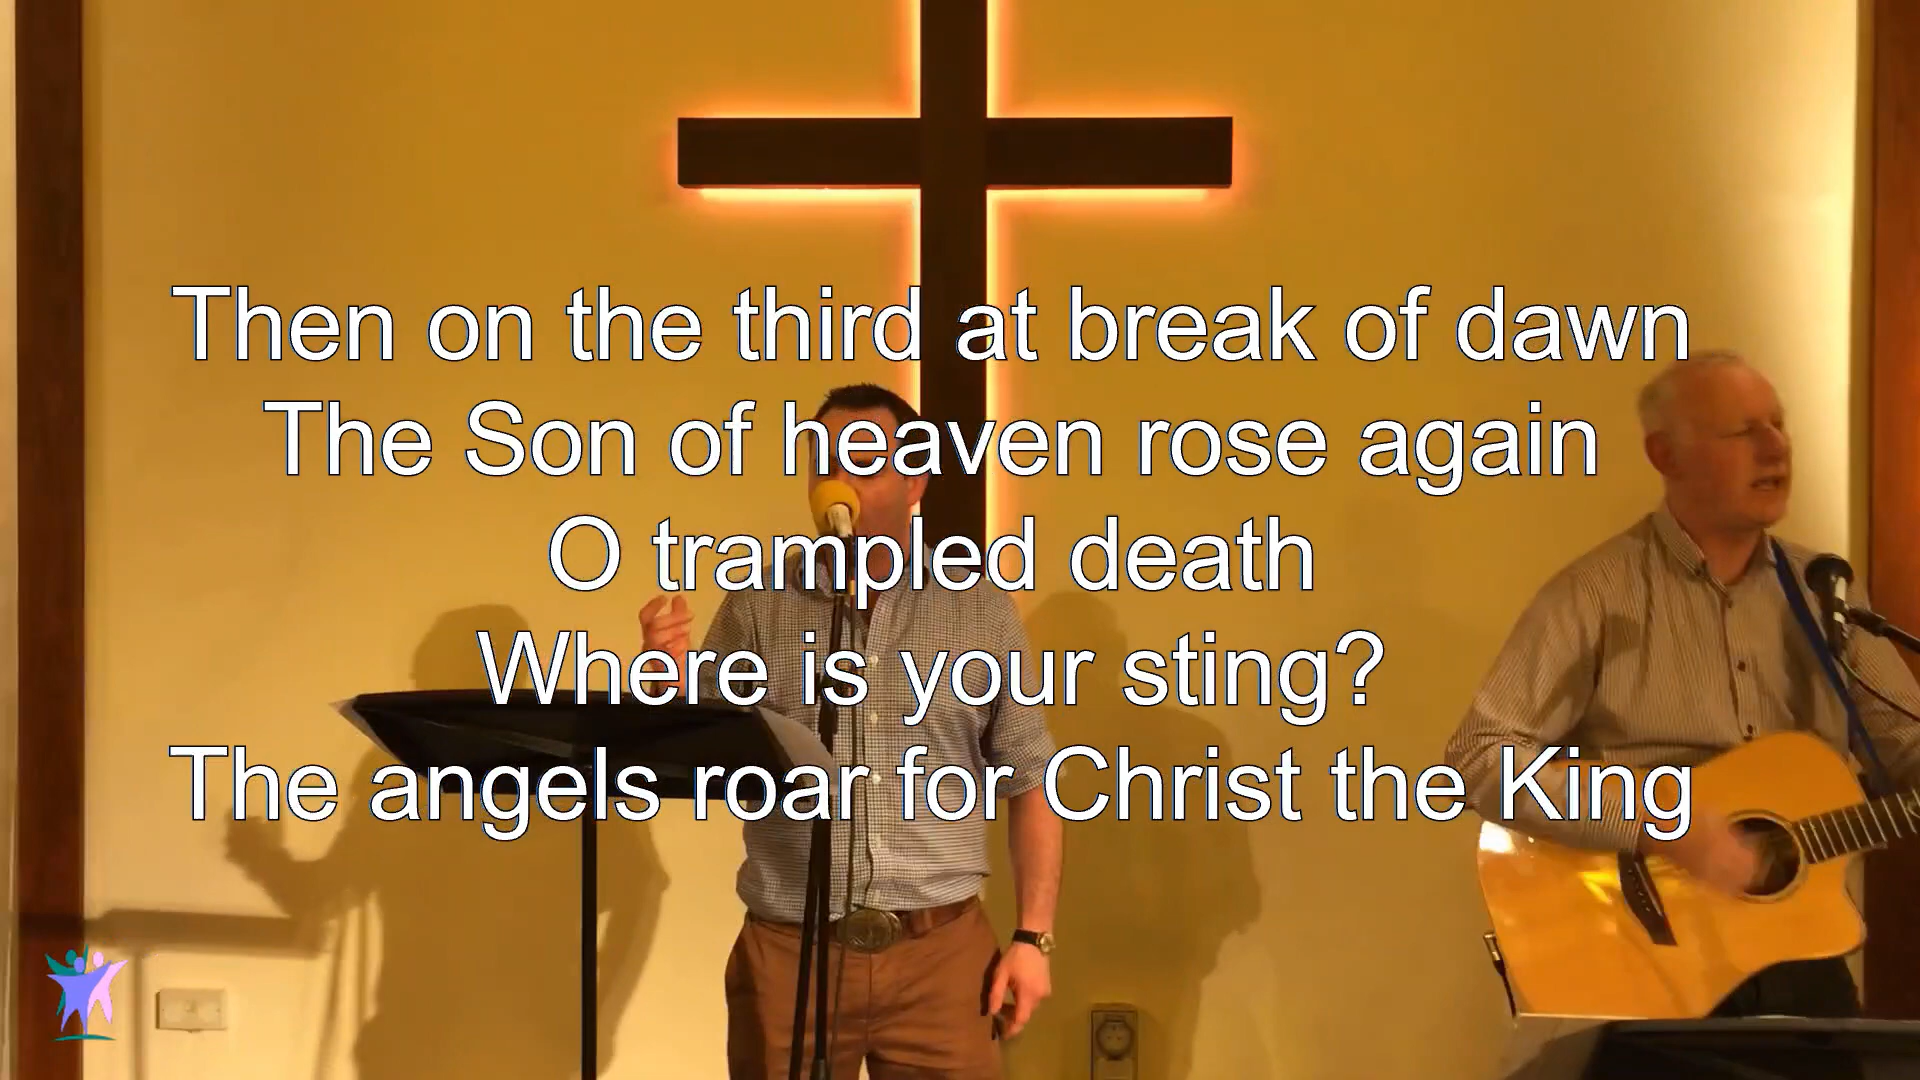 Then on the third at break of dawn
The Son of heaven rose again
O trampled death
Where is your sting?
The angels roar for Christ the King